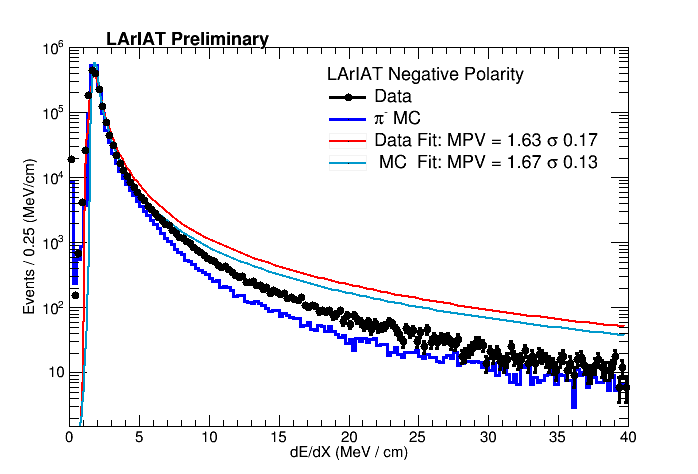 LArIAT Preliminary
LArIAT Negative Polarity
Data
π⁻ MC
Data Fit: MPV = 1.63 σ 0.17
MC Fit: MPV = 1.67 σ 0.13
Events / 0.25 (MeV/cm)
10⁶
10⁵
10⁴
10³
10²
10
0 5 10 15 20 25 30 35 40
dE/dX (MeV / cm)